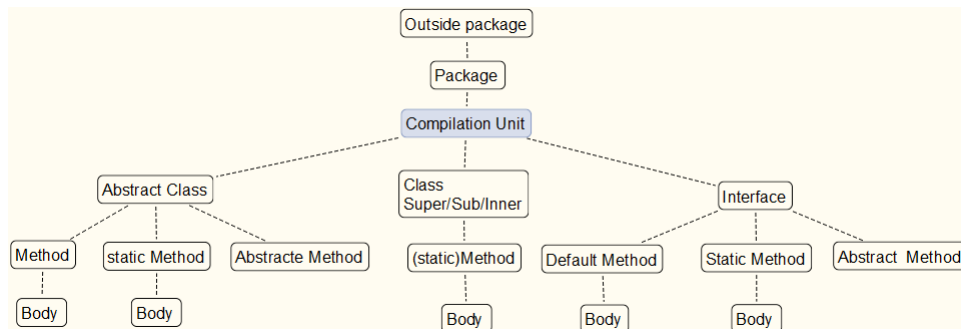 Outside package
Package
Compilation Unit
Abstract Class
Class
Super/Sub/Inner
Interface
Method
static Method
Abstracte Method
(static)Method
Default Method
Static Method
Abstract Method
Body
Body
Body
Body
Body